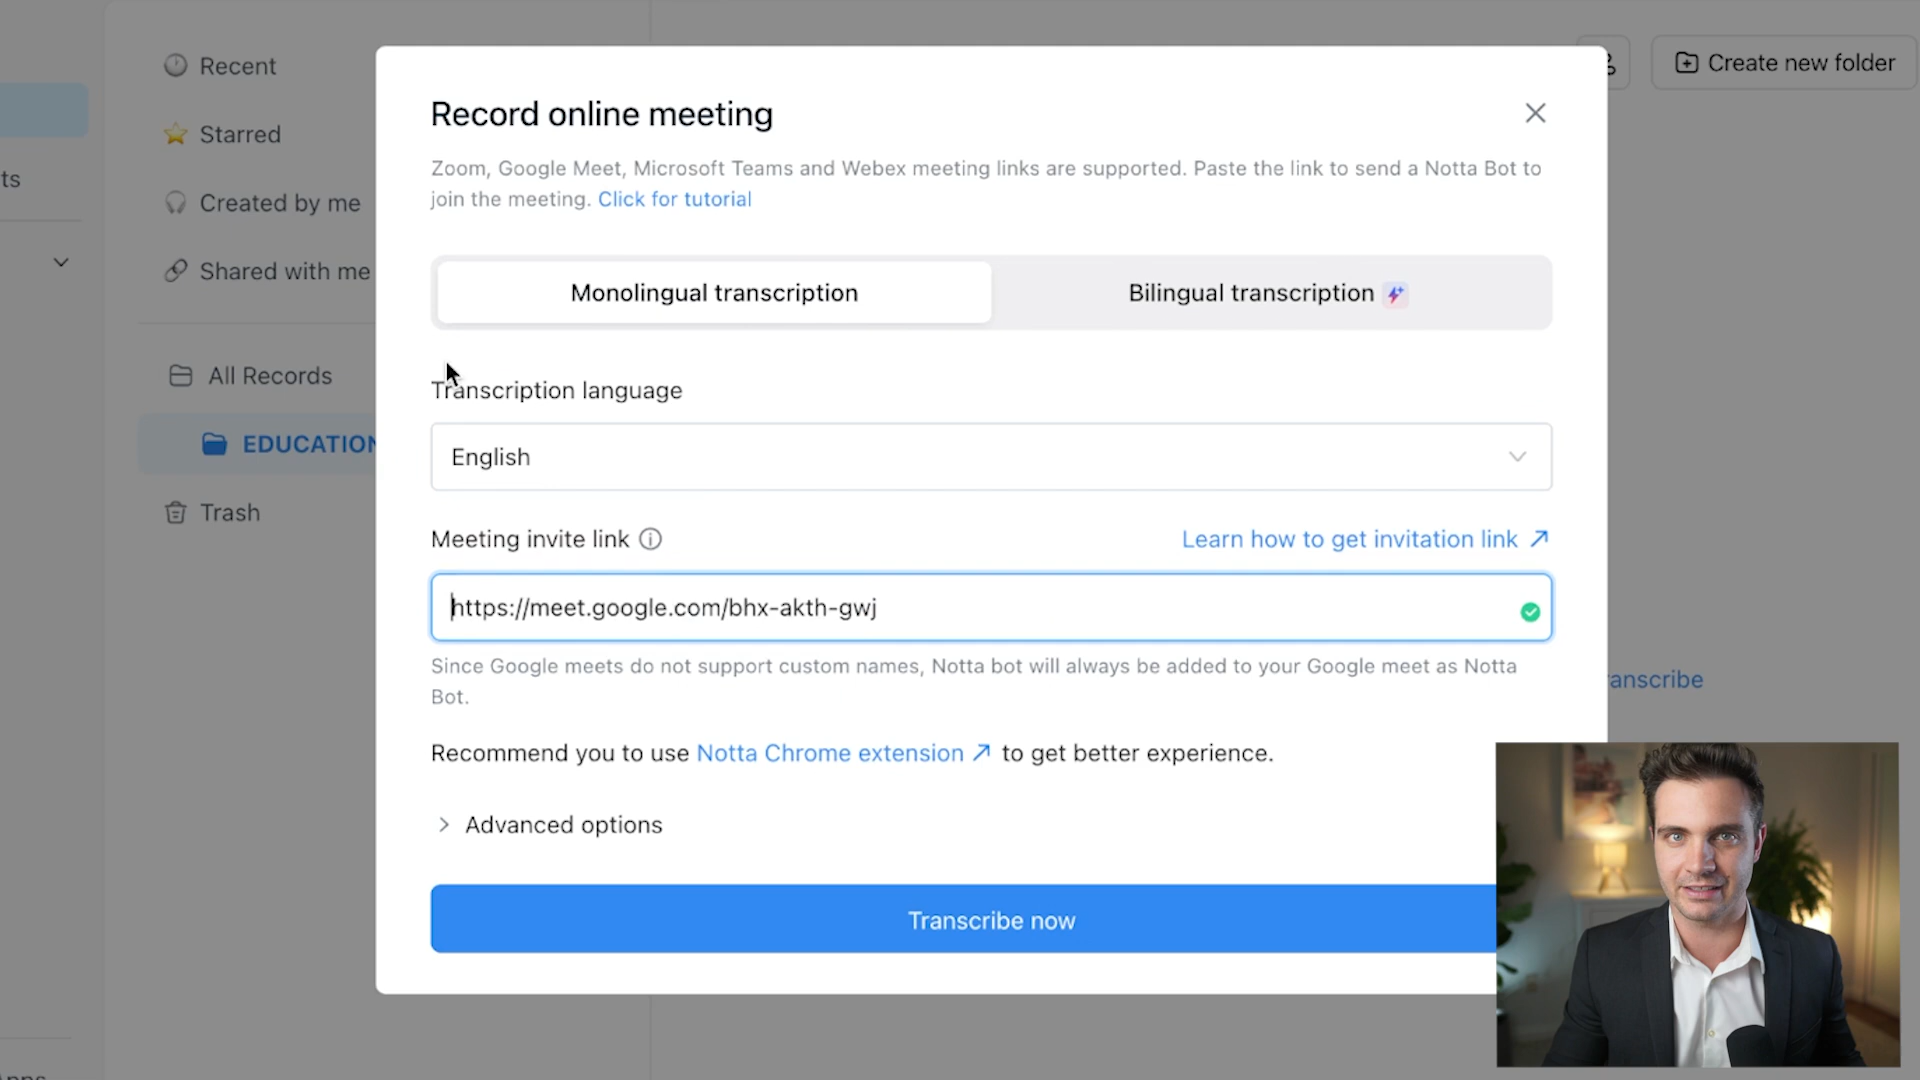 Recent
Create new folder
Record online meeting
Starred
Zoom, Google Meet, Microsoft Teams and Webex meeting links are supported. Paste the link to send a Notta Bot to
join the meeting. Click for tutorial
ts
Created by me
Shared with me
Monolingual transcription
Bilingual transcription
All Records
Transcription language
EDUCATION
English
Trash
Meeting invite link
Learn how to get invitation link
https://meet.google.com/bhx-akth-gwj
Since Google meets do not support custom names, Notta bot will always be added to your Google meet as Notta
Bot.
anscribe
Recommend you to use Notta Chrome extension to get better experience.
Advanced options
Transcribe now